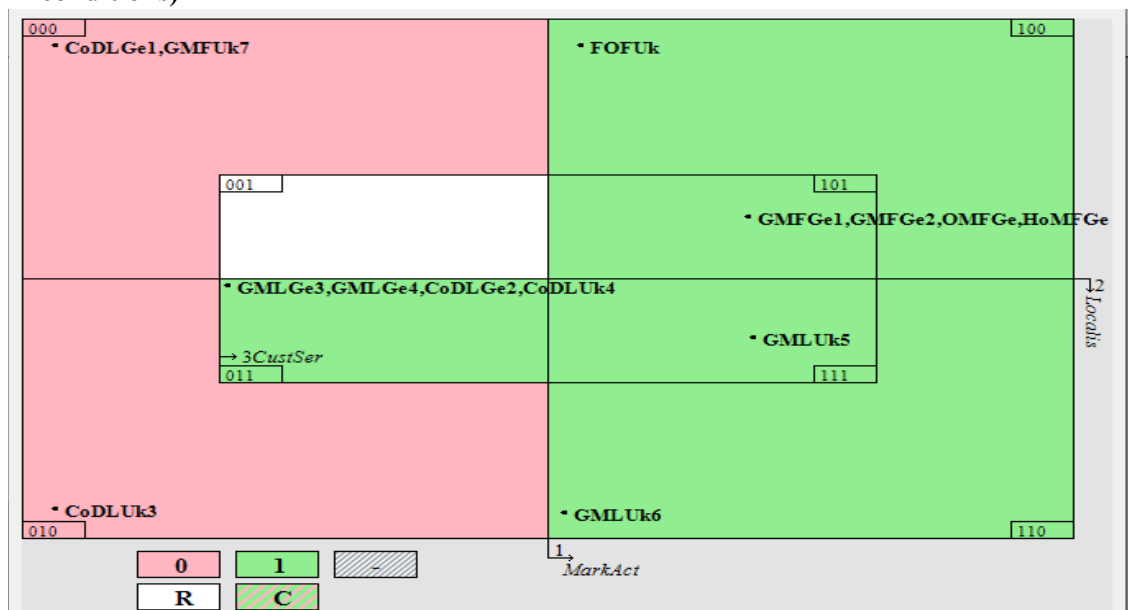 000
100
CoDLGe1,GMFUk7
FOFUk
001
101
GMFGe1,GMFGe2,OMFGe,HoMFGe
GMLGe3,GMLGe4,CoDLGe2,CoDLUk4
2
Localis
GMLUk5
3CustSer
011
111
CoDLUk3
GMLUk6
010
110
0
1
-
1
MarkAct
R
C